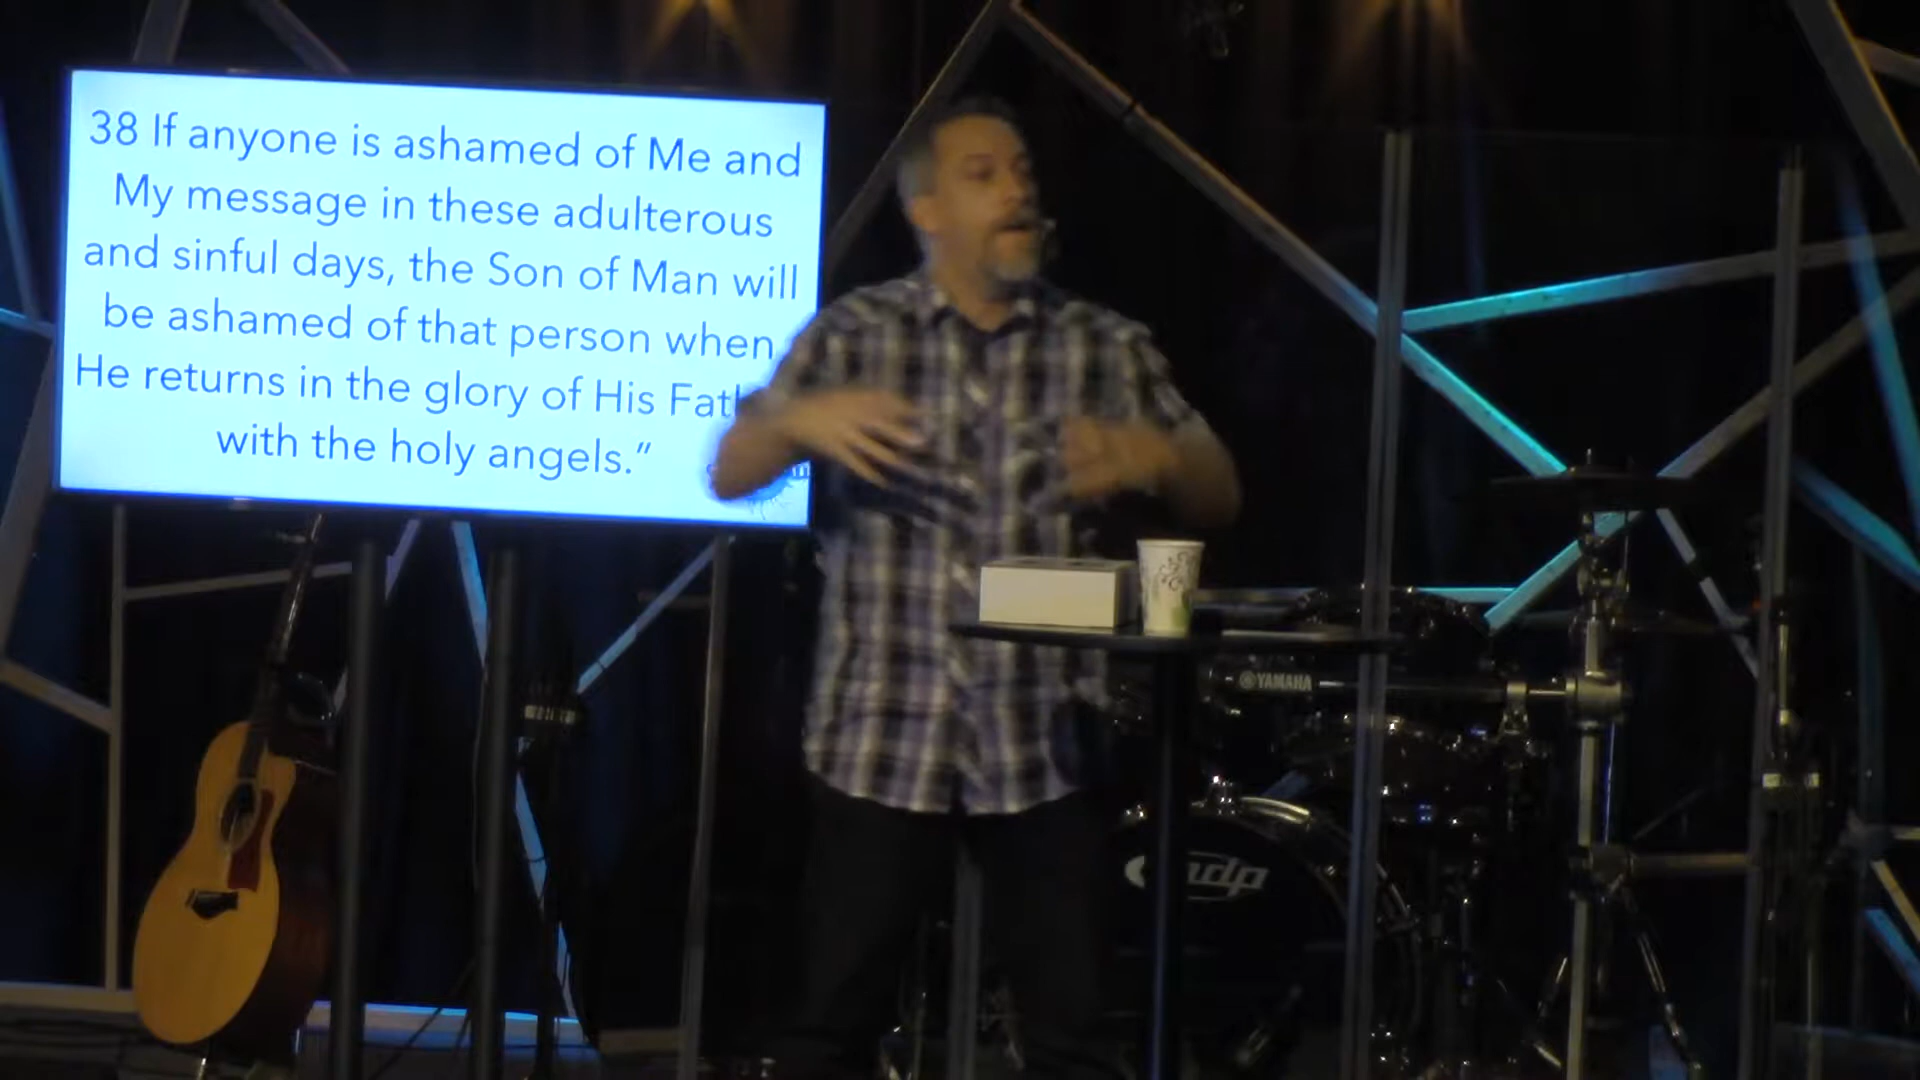 38 If anyone is ashamed of Me and
My message in these adulterous
and sinful days, the Son of Man will
be ashamed of that person when
He returns in the glory of His
with the holy angels.”
YAMAHA
pdp